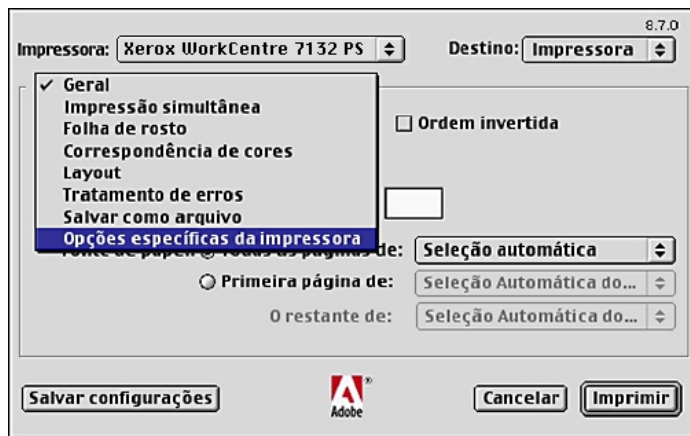 8.7.0
Impressora: Xerox WorkCentre 7132 PS Destino: Impressora
✓ Geral
Impressão simultânea
Folha de rosto
Correspondência de cores
Layout
Tratamento de erros
Salvar como arquivo
Opções específicas da impressora
Ordem invertida
de: Seleção automática
Primeira página de: Seleção Automática do...
O restante de: Seleção Automática do...
Salvar configurações Adobe® Cancelar Imprimir